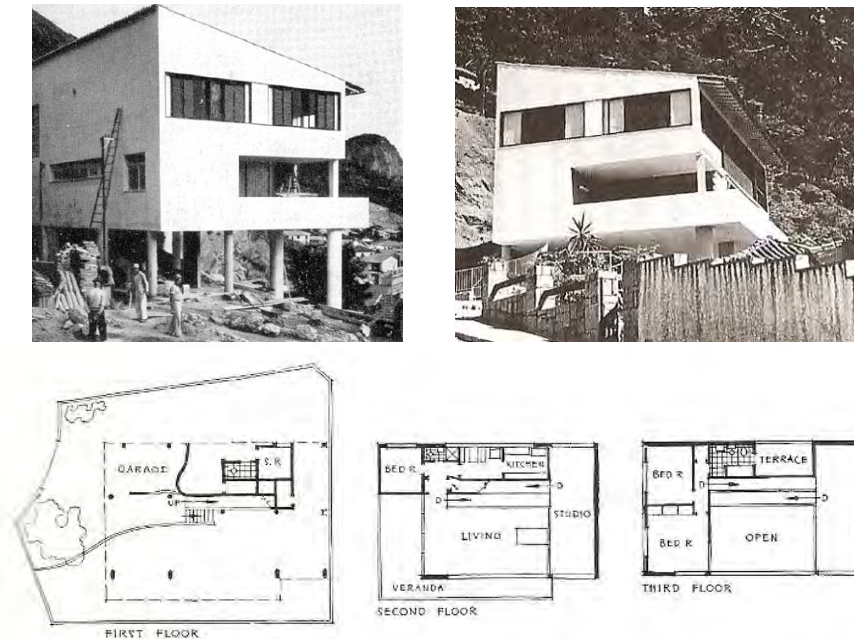 GARAGE
S.R
UP
FIRST FLOOR
BED R
KITCHEN
D
D
STUDIO
LIVING
VERANDA
SECOND FLOOR
BED R
TERRACE
D
D
BED R
OPEN
THIRD FLOOR